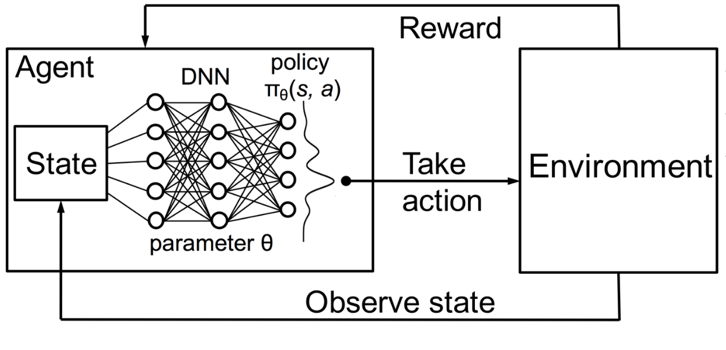 Reward
Agent
policy
DNN
πθ(s, a)
State
Take
action
Environment
parameter θ
Observe state